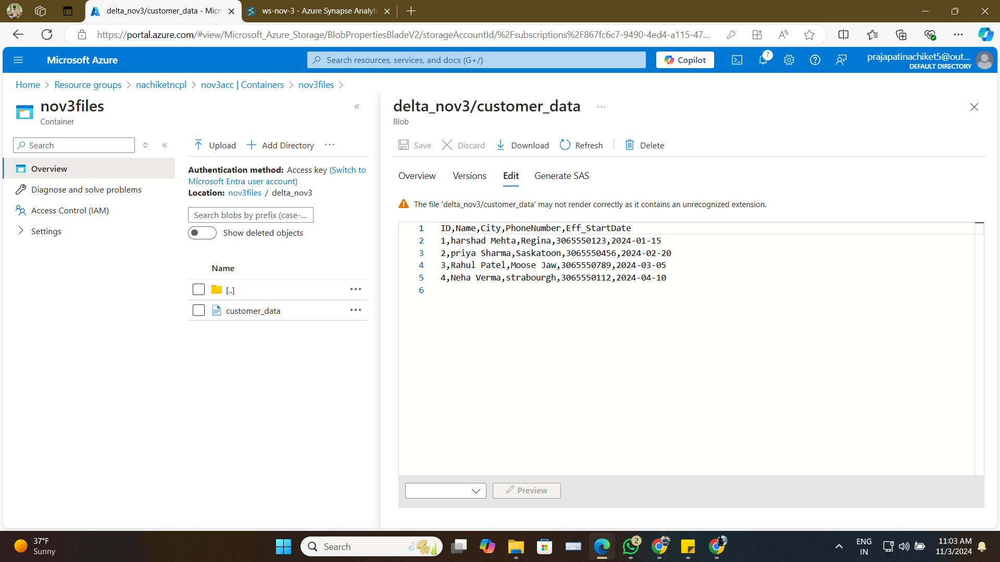 delta_nov3/customer_data - Micro
ws-nov-3 - Azure Synapse Analyti
https://portal.azure.com/#view/Microsoft_Azure_Storage/BlobPropertiesBladeV2/storageAccountId/%2Fsubscriptions%2F867fc6c7-9490-4ed4-a115-47...
Microsoft Azure
Search resources, services, and docs (G+/)
Copilot
7
prajapatinachiket5@out...
DEFAULT DIRECTORY
Home > Resource groups > nachiketncpl > nov3acc | Containers > nov3files >
nov3files
Container
Search
Overview
Diagnose and solve problems
Access Control (IAM)
Settings
Upload
Add Directory
Authentication method: Access key (Switch to
Microsoft Entra user account)
Location: nov3files / delta_nov3
Search blobs by prefix (case-...
Show deleted objects
Name
[..]
customer_data
delta_nov3/customer_data
Blob
Save
Discard
Download
Refresh
Delete
Overview
Versions
Edit
Generate SAS
The file 'delta_nov3/customer_data' may not render correctly as it contains an unrecognized extension.
1 ID,Name,City,PhoneNumber,Eff_StartDate
2 1,harshad Mehta,Regina,3065550123,2024-01-15
3 2,priya Sharma,Saskatoon,3065550456,2024-02-20
4 3,Rahul Patel,Moose Jaw,3065550789,2024-03-05
5 4,Neha Verma,strabourgh,3065550112,2024-04-10
6
Preview
37°F
Sunny
Search
2
ENG
IN
11:03 AM
11/3/2024